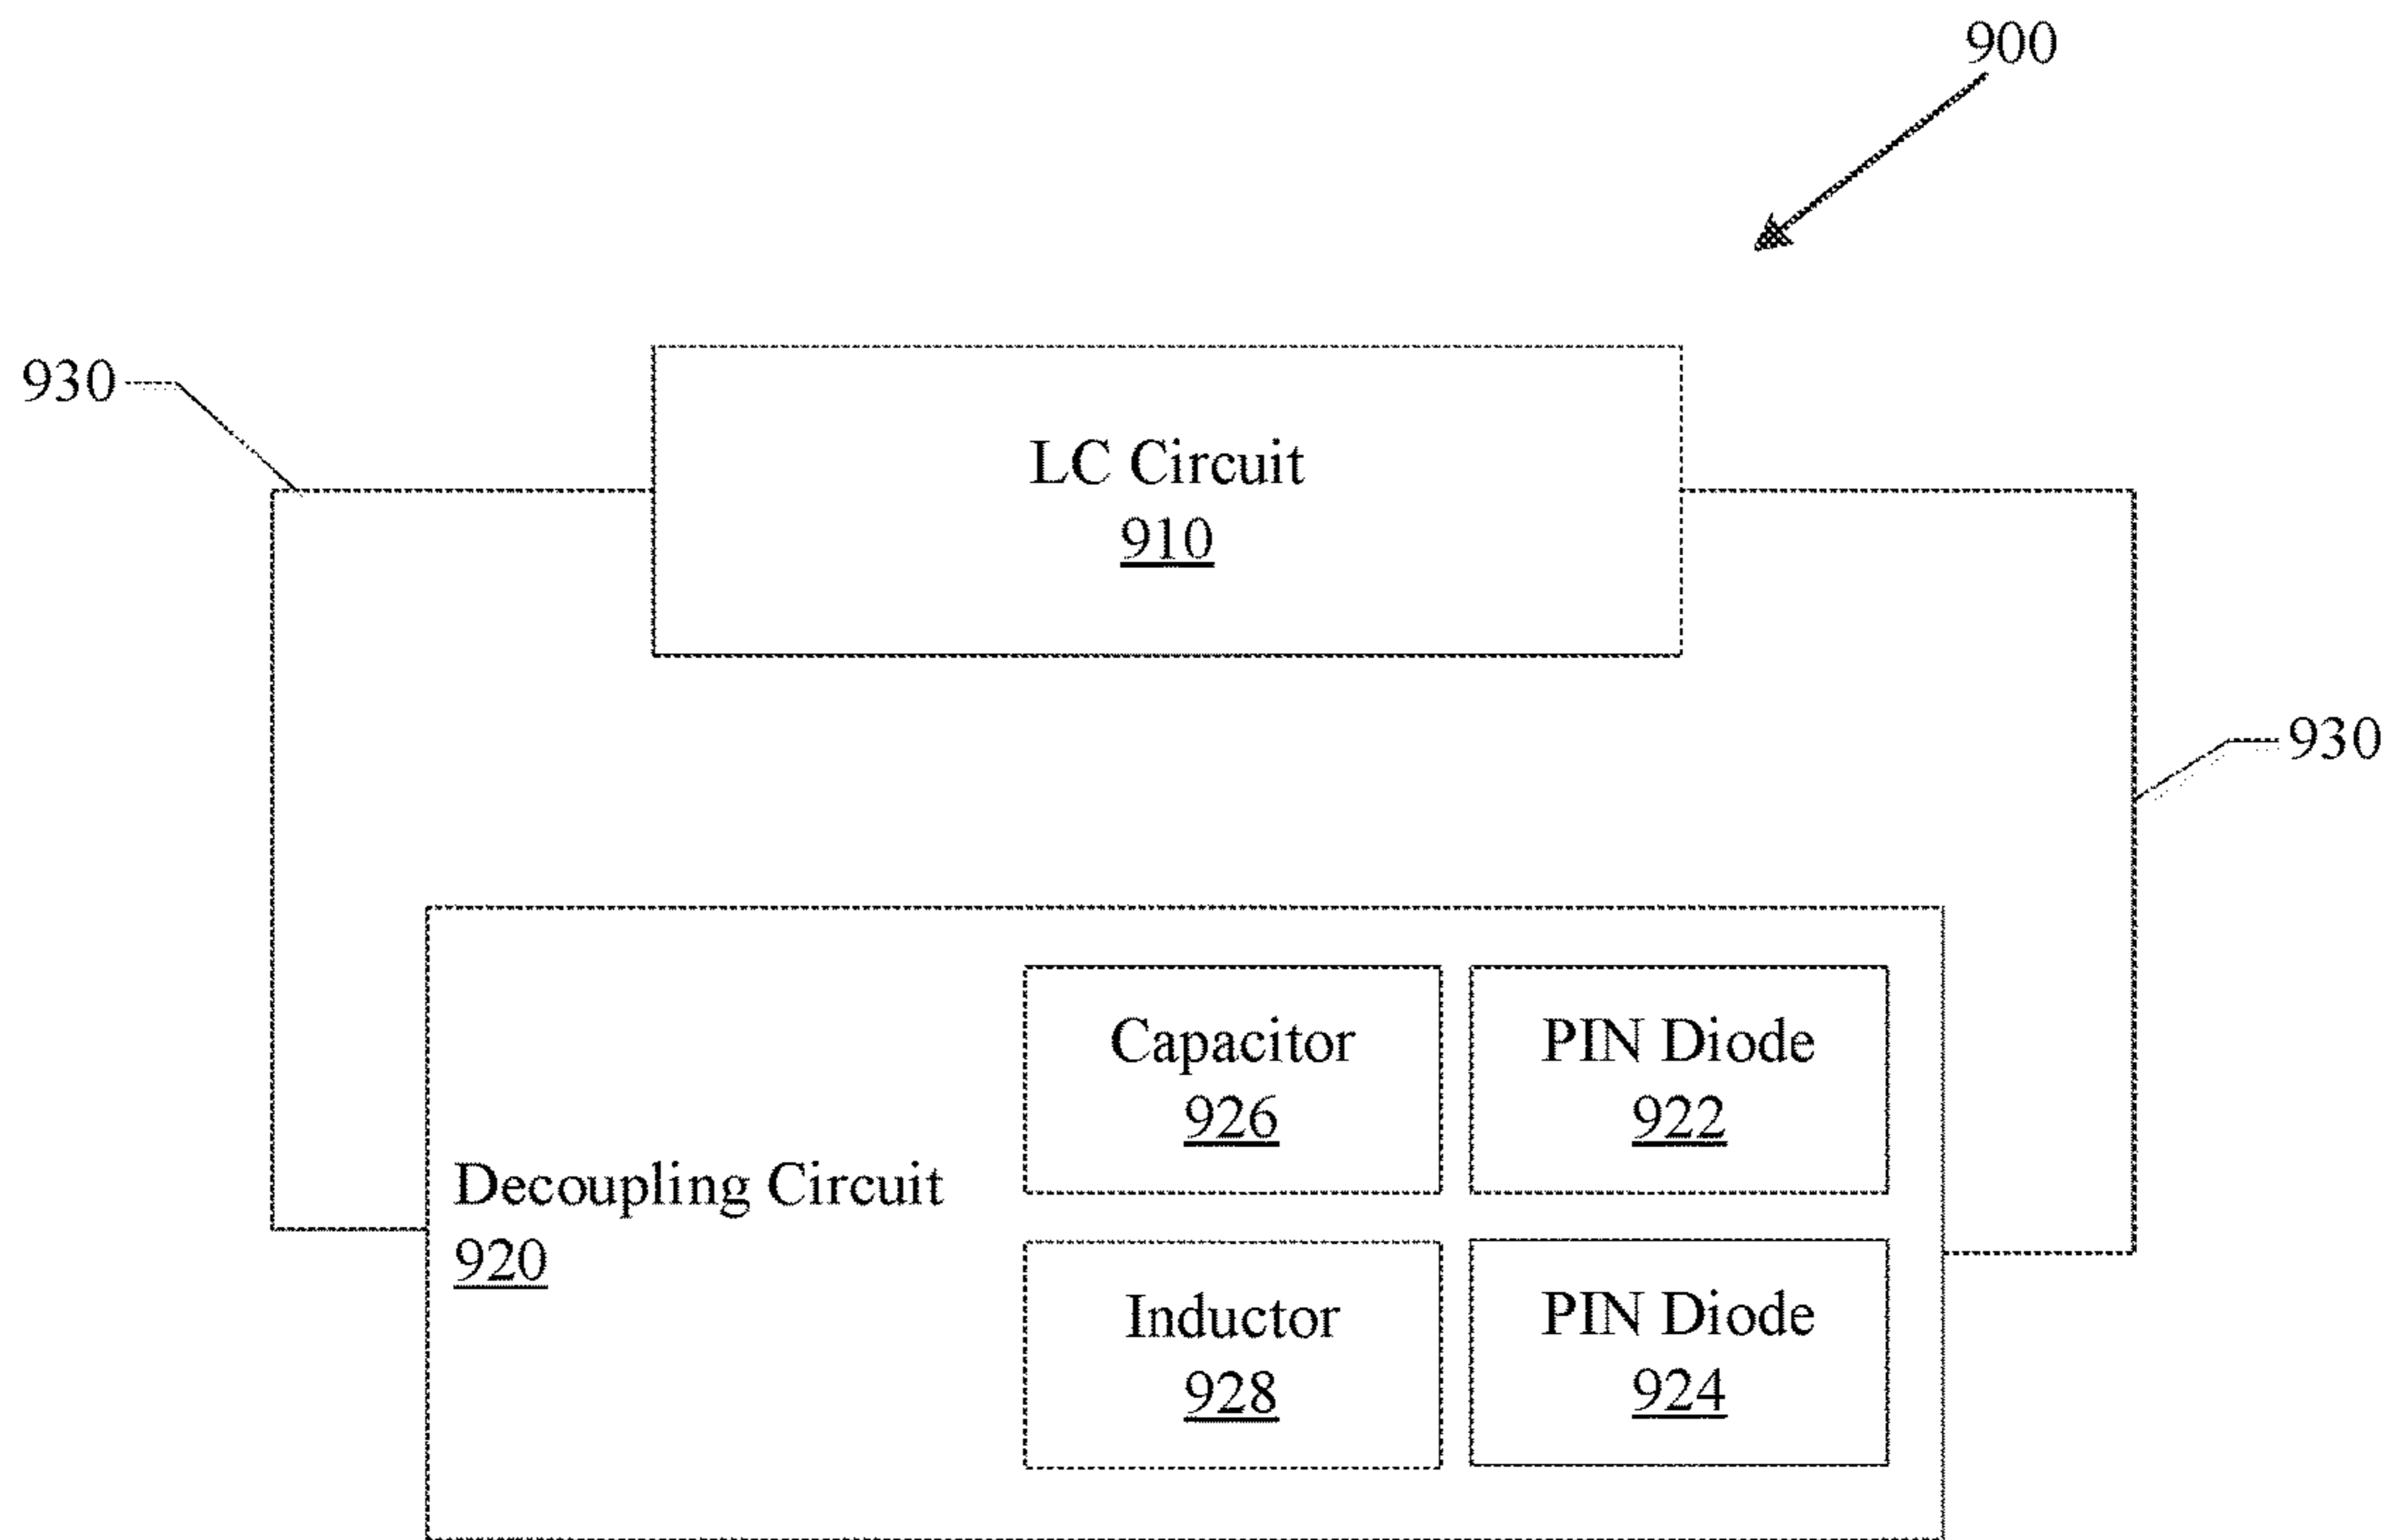 900
930
LC Circuit
910
930
Capacitor
926
PIN Diode
922
Decoupling Circuit
920
Inductor
928
PIN Diode
924